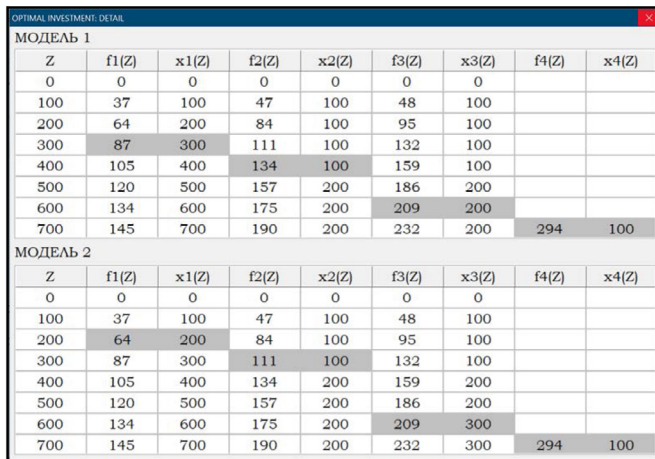 OPTIMAL INVESTMENT: DETAIL
МОДЕЛЬ 1
Z f1(Z) x1(Z) f2(Z) x2(Z) f3(Z) x3(Z) f4(Z) x4(Z)
0 0 0 0 0 0 0
100 37 100 47 100 48 100
200 64 200 84 100 95 100
300 87 300 111 100 132 100
400 105 400 134 100 159 100
500 120 500 157 200 186 200
600 134 600 175 200 209 200
700 145 700 190 200 232 200 294 100
МОДЕЛЬ 2
Z f1(Z) x1(Z) f2(Z) x2(Z) f3(Z) x3(Z) f4(Z) x4(Z)
0 0 0 0 0 0 0
100 37 100 47 100 48 100
200 64 200 84 100 95 100
300 87 300 111 100 132 100
400 105 400 134 200 159 200
500 120 500 157 200 186 200
600 134 600 175 200 209 300
700 145 700 190 200 232 300 294 100